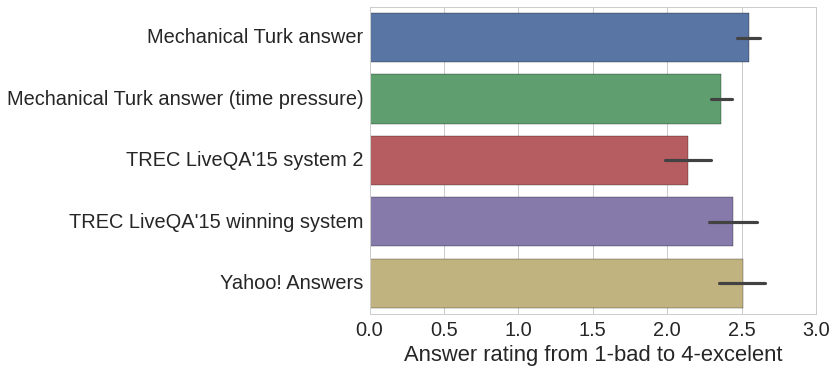 Mechanical Turk answer
Mechanical Turk answer (time pressure)
TREC LiveQA'15 system 2
TREC LiveQA'15 winning system
Yahoo! Answers
0.0 0.5 1.0 1.5 2.0 2.5 3.0
Answer rating from 1-bad to 4-excelent